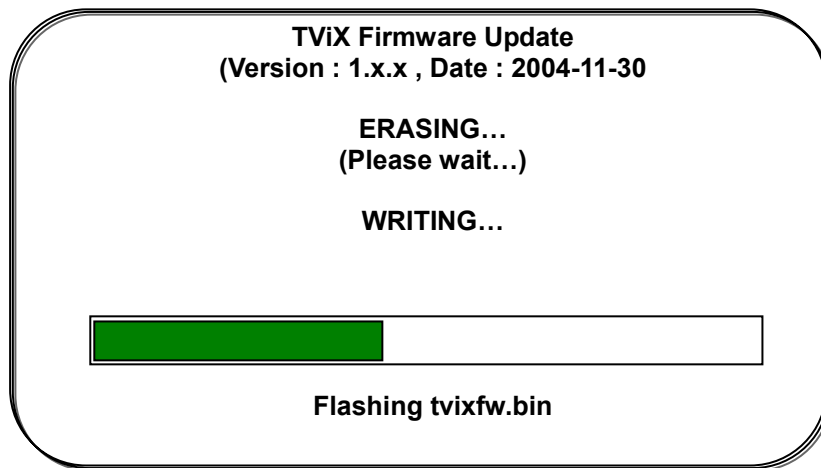 TViX Firmware Update
(Version : 1.x.x , Date : 2004-11-30
ERASING…
(Please wait…)
WRITING…
Flashing tvixfw.bin